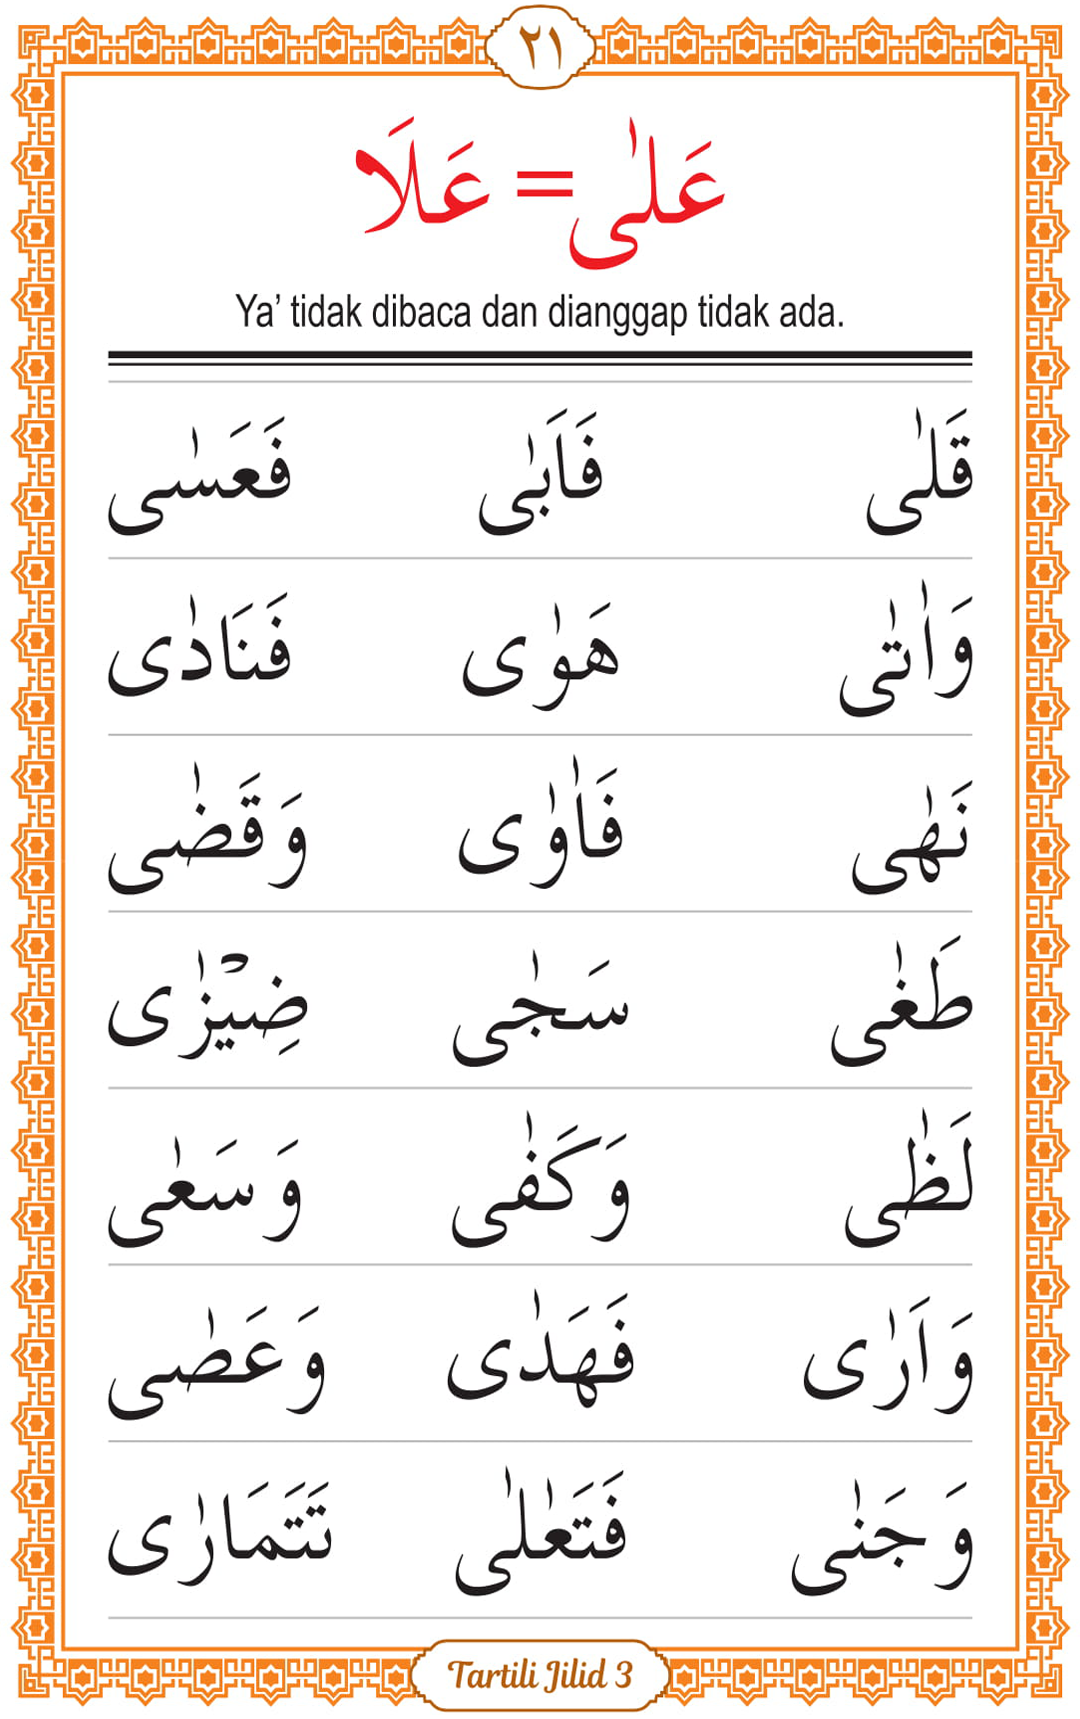 ٢١
عَلٰى = عَلَا
Ya’ tidak dibaca dan dianggap tidak ada.
قَلٰى فَاَبٰى فَعَسٰى
وَاٰتٰى هَوٰى فَنَادٰى
نَهٰى فَاٰوٰى وَقَضٰى
طَغٰى سَجٰى ضِيْزٰى
لَظٰى وَكَفٰى وَسَعٰى
وَاَرٰى فَهَدٰى وَعَصٰى
وَجَنٰى فَتَعٰلٰى تَتَمَارٰى
Tartili Jilid 3